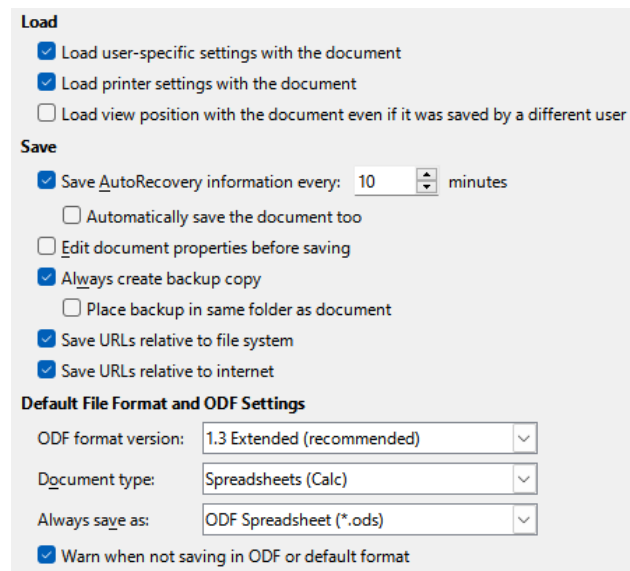 Load
Load user-specific settings with the document
Load printer settings with the document
Load view position with the document even if it was saved by a different user
Save
Save AutoRecovery information every: 10 minutes
Automatically save the document too
Edit document properties before saving
Always create backup copy
Place backup in same folder as document
Save URLs relative to file system
Save URLs relative to internet
Default File Format and ODF Settings
ODF format version: 1.3 Extended (recommended)
Document type: Spreadsheets (Calc)
Always save as: ODF Spreadsheet (*.ods)
Warn when not saving in ODF or default format